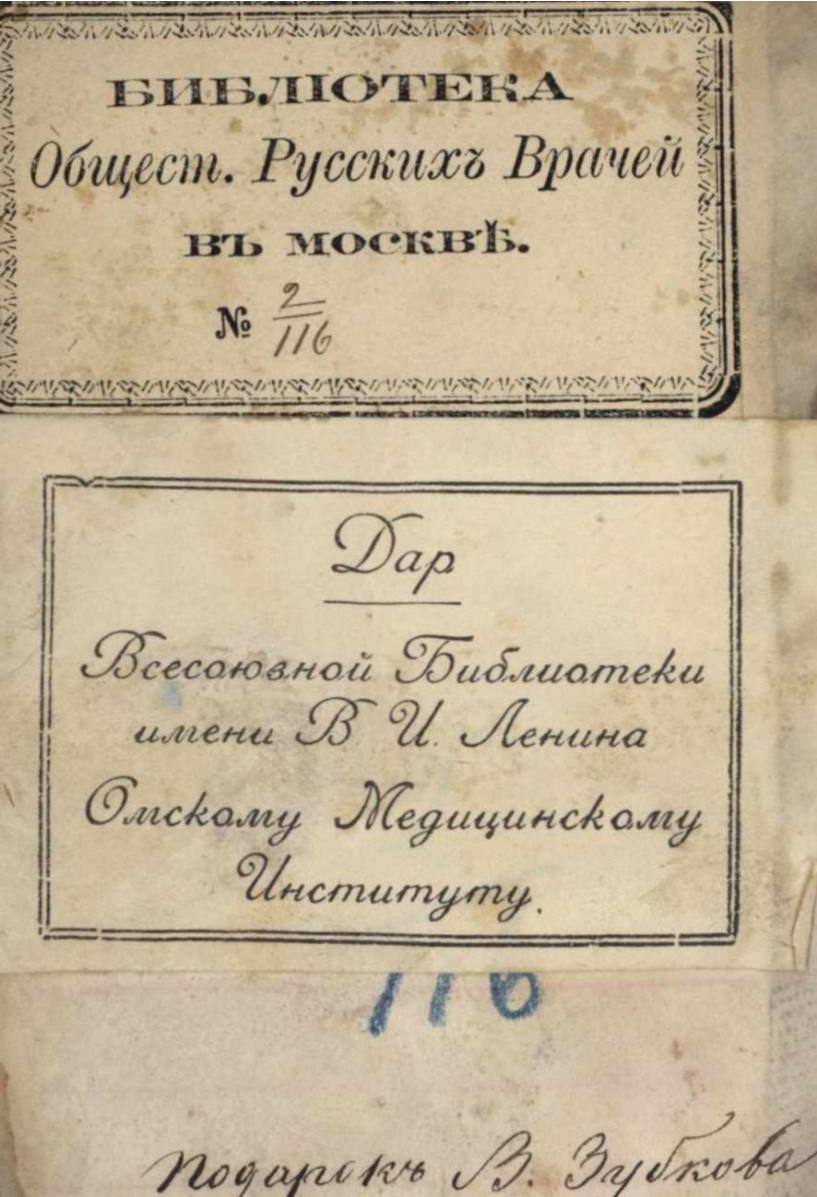 БИБЛІОТЕКА
Общест. Русскихъ Врачей
ВЪ МОСКВѢ.
№ 2/116
Дар
Всесоюзной Библиотеки
имени В. И. Ленина
Омскому Медицинскому
Институту.
116
Подарокъ В. Зубкова